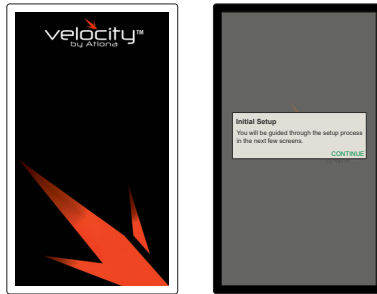 velocity™
by Atlona
Initial Setup
You will be guided through the setup process
in the next few screens.
CONTINUE